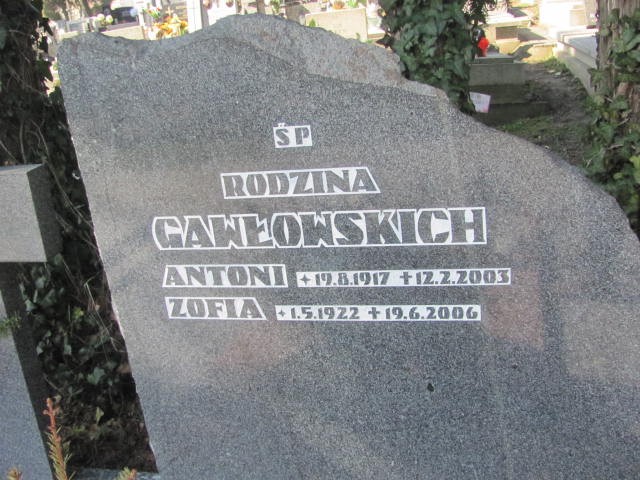 ŚP
RODZINA
GAWŁOWSKICH
ANTONI ✦19.8.1917 ✝12.2.2003
ZOFIA ✦1.5.1922 ✝19.6.2006